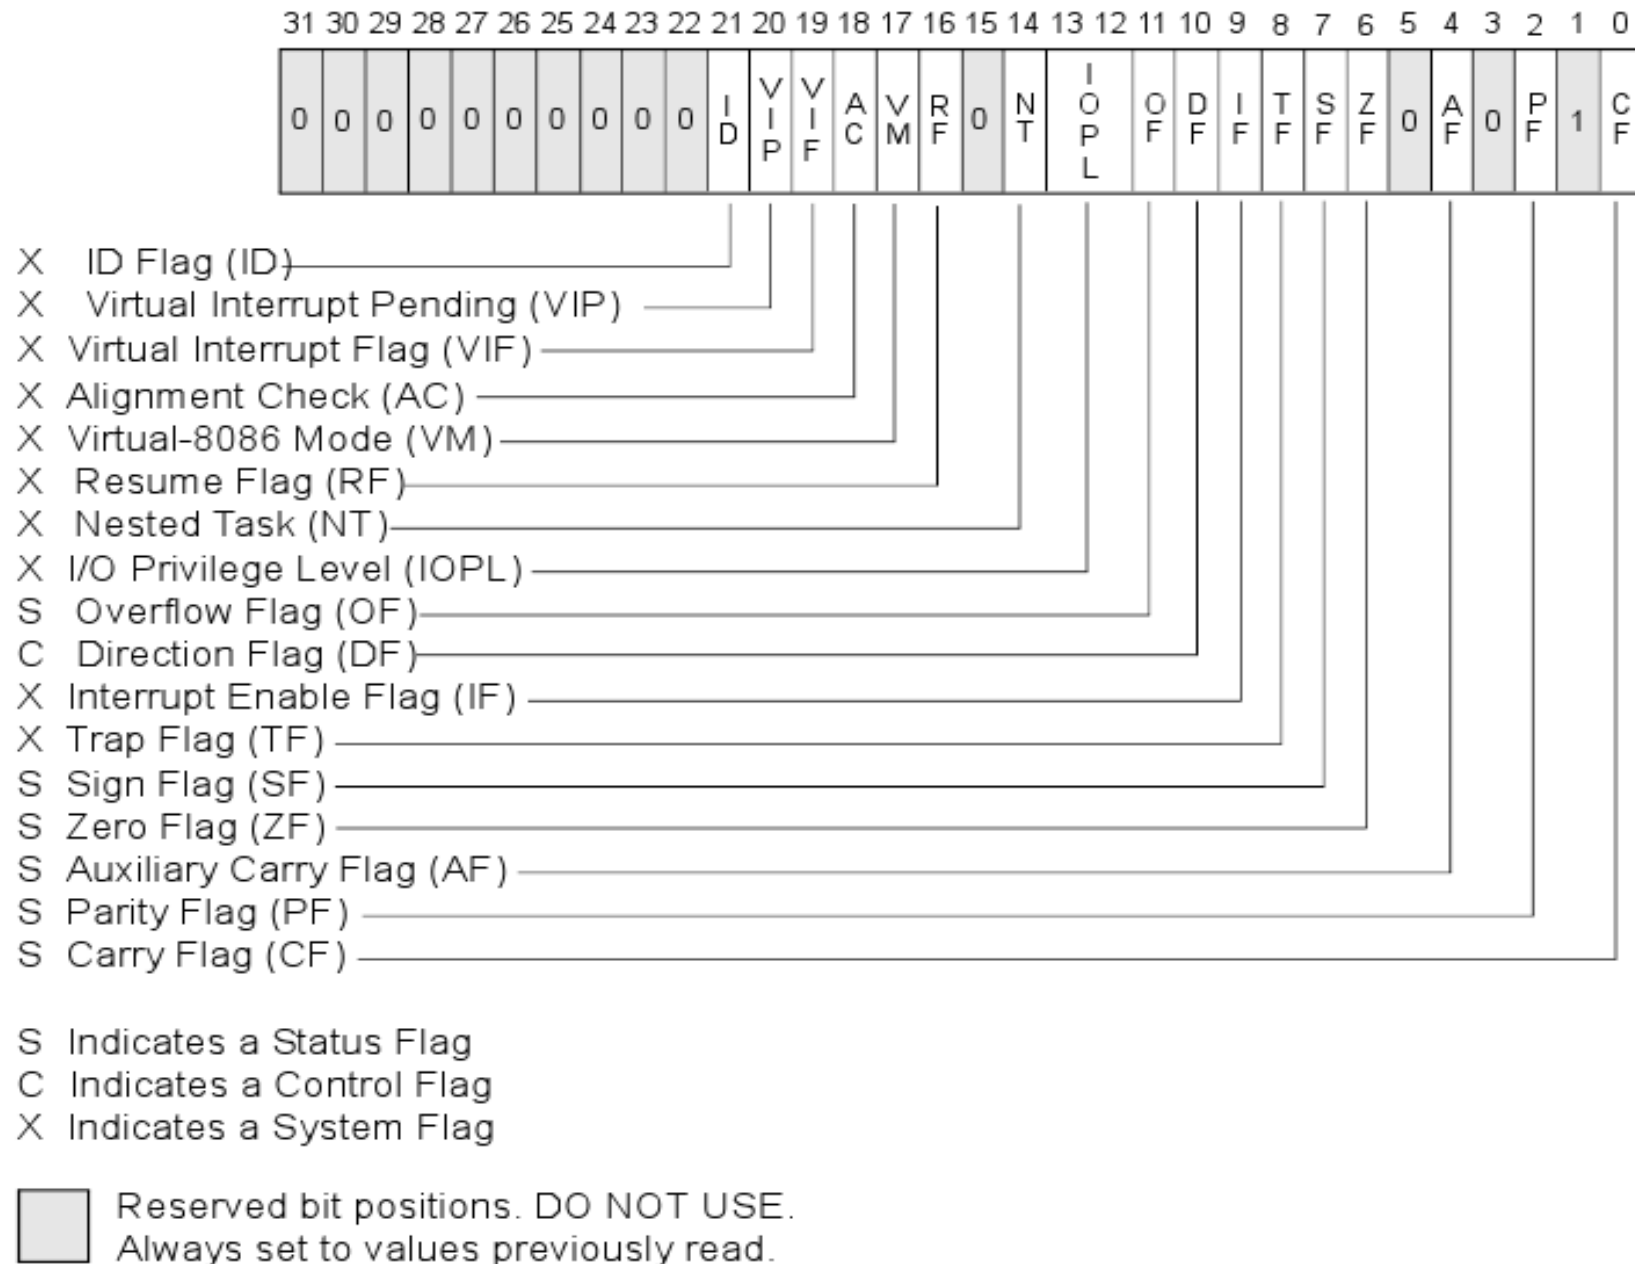 31 30 29 28 27 26 25 24 23 22 21 20 19 18 17 16 15 14 13 12 11 10 9 8 7 6 5 4 3 2 1 0
0 0 0 0 0 0 0 0 0 0 ID VIP VIF AC VM RF 0 NT IOPL OF DF IF TF SF ZF 0 AF 0 PF 1 CF
X ID Flag (ID)
X Virtual Interrupt Pending (VIP)
X Virtual Interrupt Flag (VIF)
X Alignment Check (AC)
X Virtual-8086 Mode (VM)
X Resume Flag (RF)
X Nested Task (NT)
X I/O Privilege Level (IOPL)
S Overflow Flag (OF)
C Direction Flag (DF)
X Interrupt Enable Flag (IF)
X Trap Flag (TF)
S Sign Flag (SF)
S Zero Flag (ZF)
S Auxiliary Carry Flag (AF)
S Parity Flag (PF)
S Carry Flag (CF)
S Indicates a Status Flag
C Indicates a Control Flag
X Indicates a System Flag
Reserved bit positions. DO NOT USE.
Always set to values previously read.